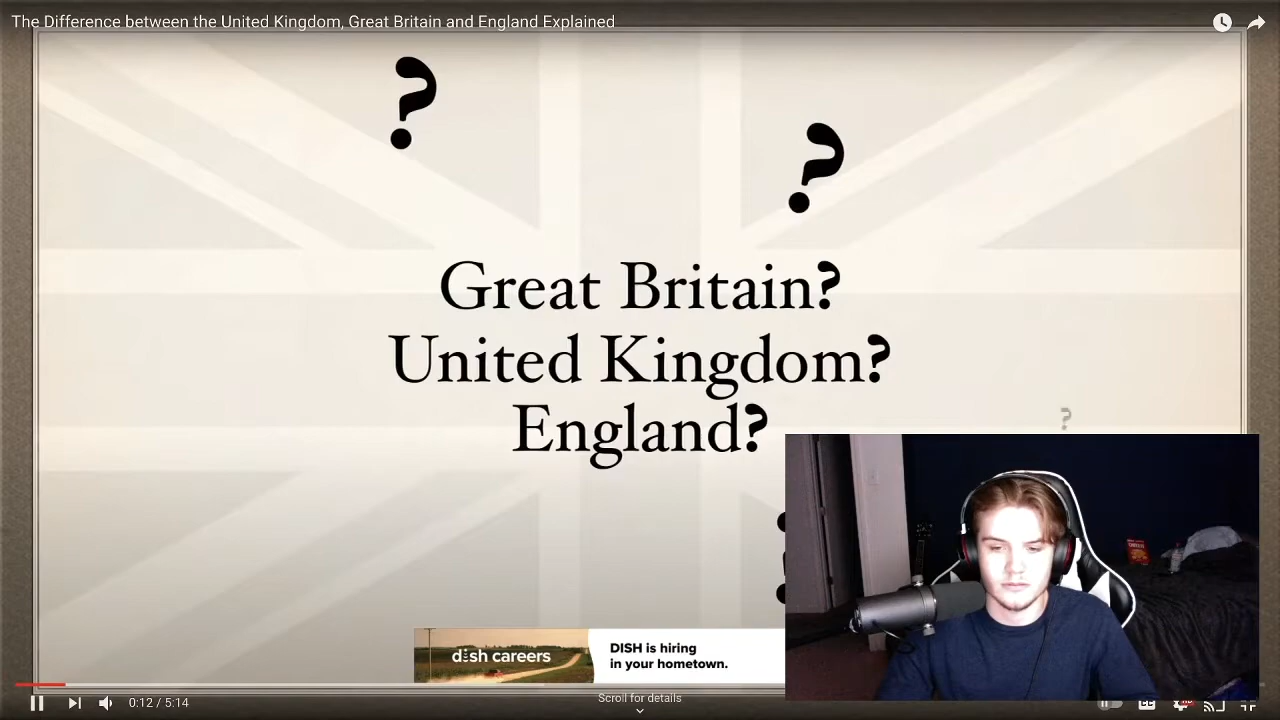 The Difference between the United Kingdom, Great Britain and England Explained
?
?
Great Britain?
United Kingdom?
England?
?
dish careers
DISH is hiring
in your hometown.
Scroll for details
0:12 / 5:14
CC